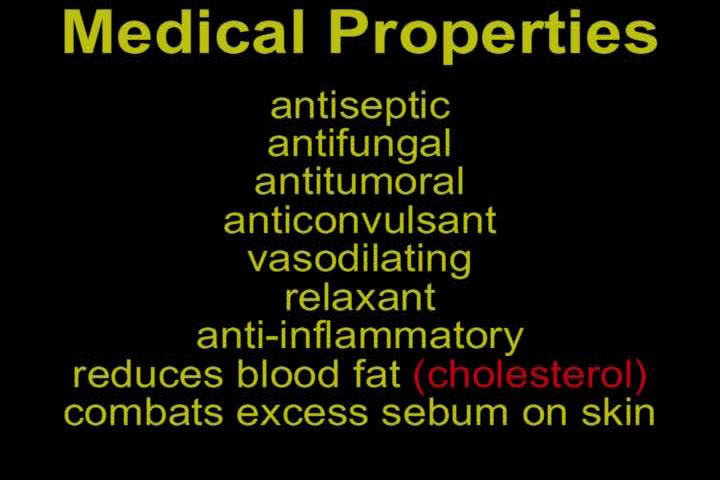 Medical Properties
antiseptic
antifungal
antitumoral
anticonvulsant
vasodilating
relaxant
anti-inflammatory
reduces blood fat (cholesterol)
combats excess sebum on skin